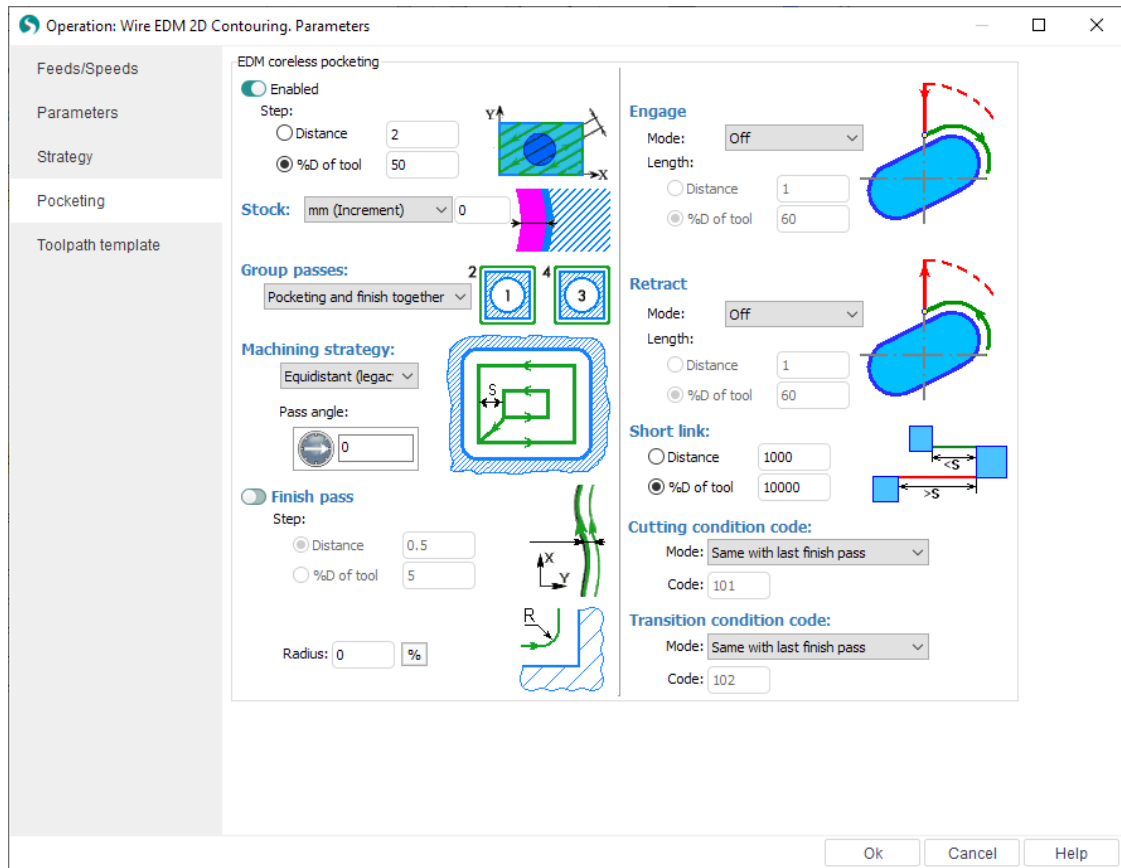 Operation: Wire EDM 2D Contouring. Parameters
Feeds/Speeds
Parameters
Strategy
Pocketing
Toolpath template
EDM coreless pocketing
Enabled
Step:
Distance 2
%D of tool 50
Y
X
Stock: mm (Increment) 0
Group passes:
Pocketing and finish together
2 1 4 3
Machining strategy:
Equidistant (legac
S
Pass angle:
0
Finish pass
Step:
Distance 0.5
%D of tool 5
X
Y
R
Radius: 0 %
Engage
Mode: Off
Length:
Distance 1
%D of tool 60
Retract
Mode: Off
Length:
Distance 1
%D of tool 60
Short link:
Distance 1000
%D of tool 10000
<S
>S
Cutting condition code:
Mode: Same with last finish pass
Code: 101
Transition condition code:
Mode: Same with last finish pass
Code: 102
Ok Cancel Help